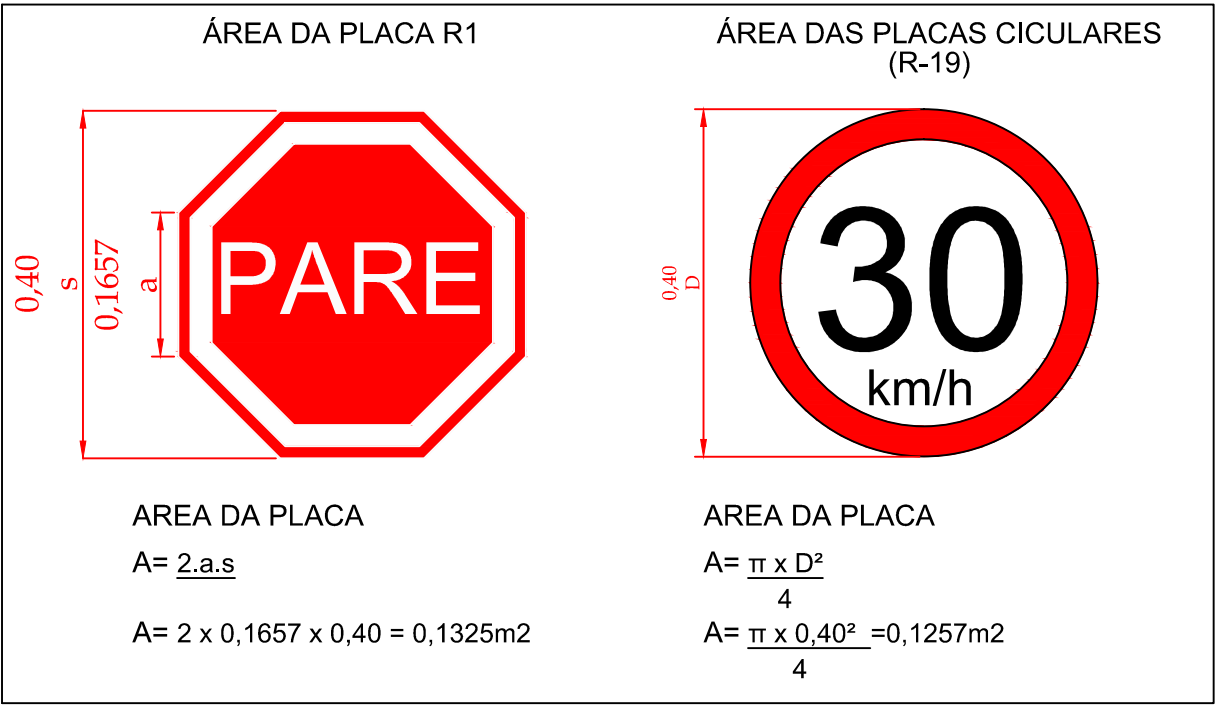 ÁREA DA PLACA R1
0,40
s
0,1657
a
PARE
AREA DA PLACA
A= 2.a.s
A= 2 x 0,1657 x 0,40 = 0,1325m2
ÁREA DAS PLACAS CICULARES
(R-19)
0,40
D
30
km/h
AREA DA PLACA
A= π x D²
4
A= π x 0,40² =0,1257m2
4